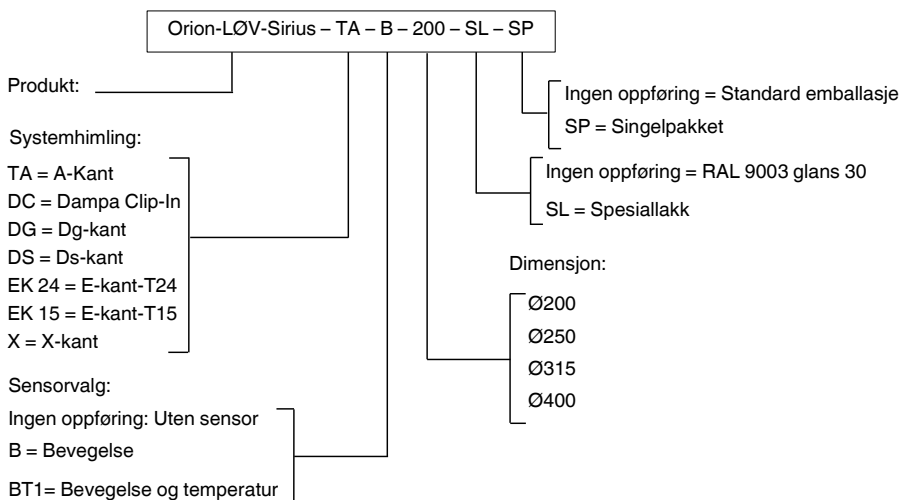 Orion-LØV-Sirius – TA – B – 200 – SL – SP
Produkt:
Systemhimling:
TA = A-Kant
DC = Dampa Clip-In
DG = Dg-kant
DS = Ds-kant
EK 24 = E-kant-T24
EK 15 = E-kant-T15
X = X-kant
Sensorvalg:
Ingen oppføring: Uten sensor
B = Bevegelse
BT1= Bevegelse og temperatur
Ingen oppføring = Standard emballasje
SP = Singelpakket
Ingen oppføring = RAL 9003 glans 30
SL = Spesiallakk
Dimensjon:
Ø200
Ø250
Ø315
Ø400